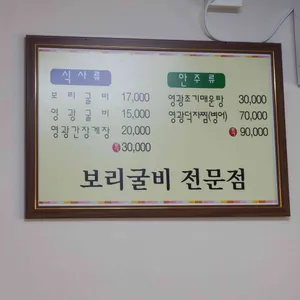 식사류
보리굴비 17,000
영광굴비 15,000
영광간장게장 20,000
특 30,000
안주류
영광조기매운탕 30,000
영광덕자찜(병어) 70,000
특 90,000
보리굴비 전문점